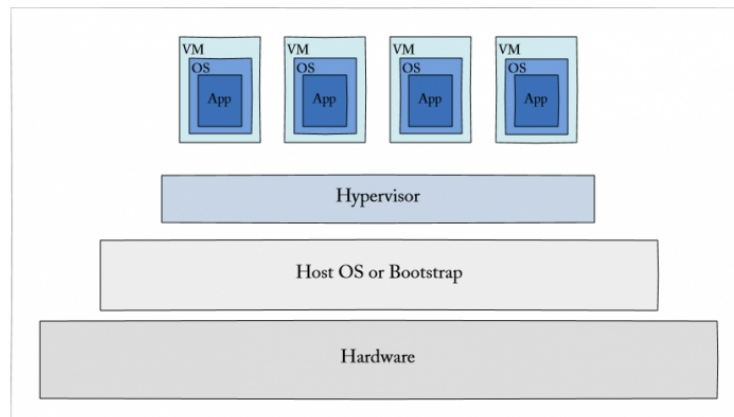 VM VM VM VM
OS OS OS OS
App App App App
Hypervisor
Host OS or Bootstrap
Hardware